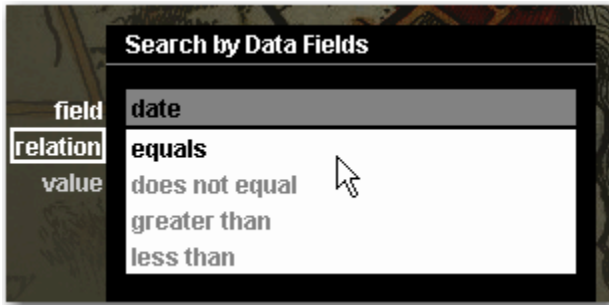 Search by Data Fields
field date
relation equals
value does not equal
greater than
less than